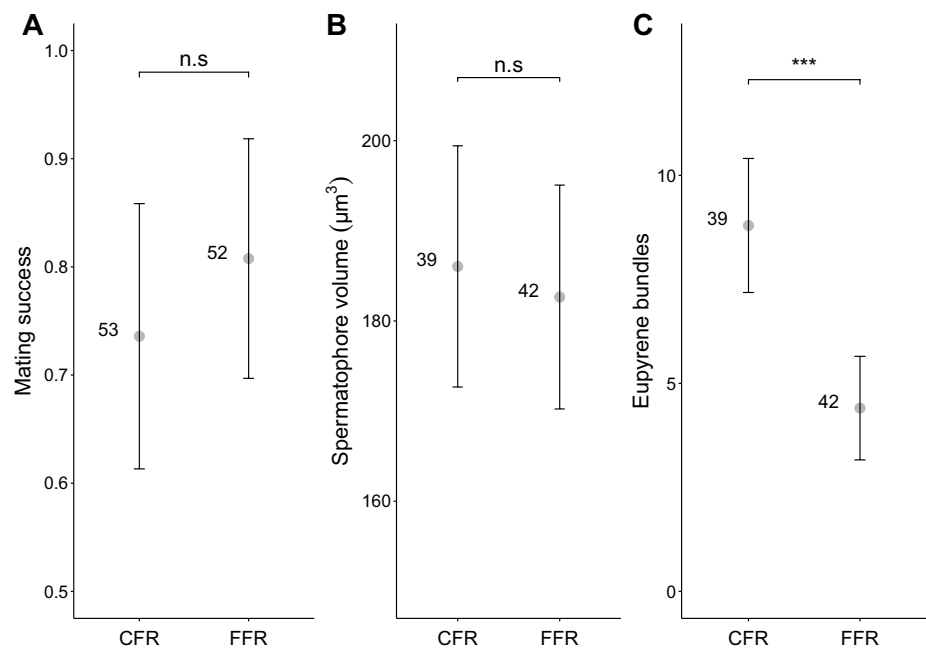 A
Mating success
1.0
0.9
0.8
0.7
0.6
0.5
n.s
53
52
CFR
FFR
B
Spermatophore volume (µm³)
200
180
160
n.s
39
42
CFR
FFR
C
Eupyrene bundles
10
5
0
***
39
42
CFR
FFR